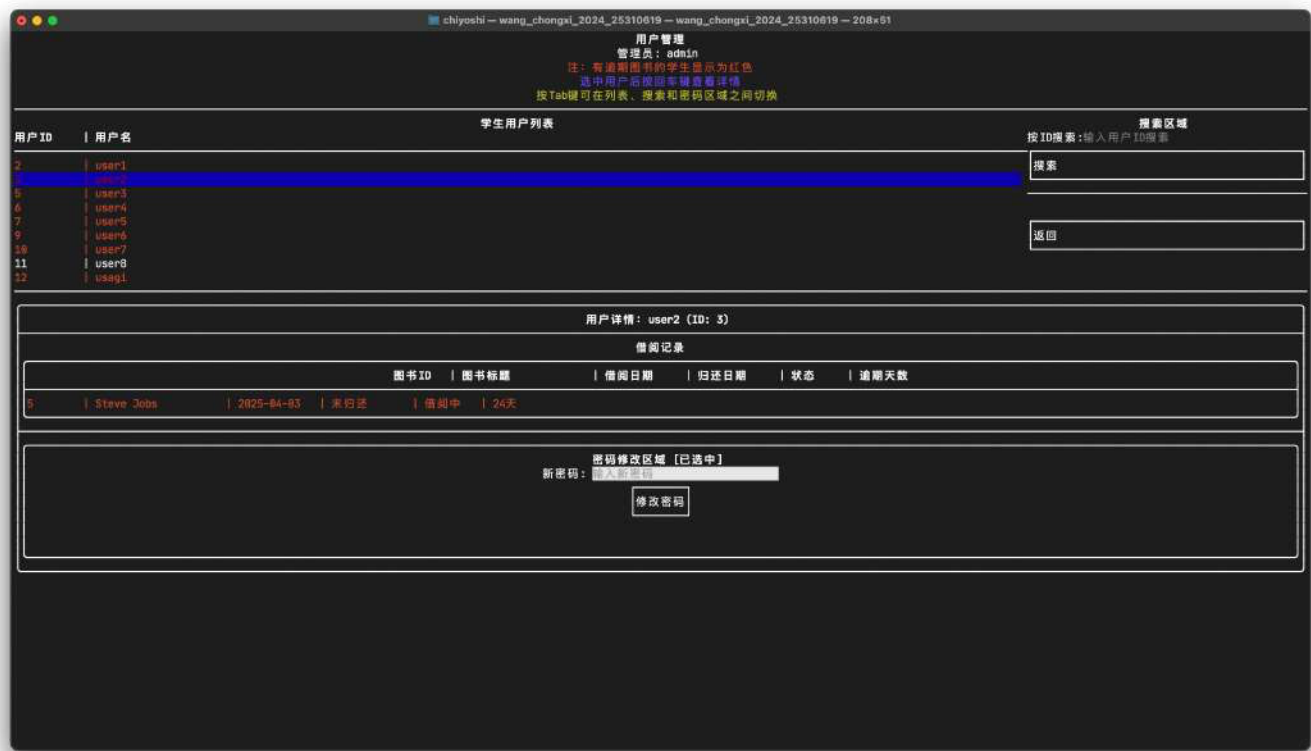 chiyoshi — wang_chongxi_2024_25310619 — wang_chongxi_2024_25310619 — 208×51
用户管理
管理员: admin
注: 有逾期图书的学生显示为红色
选中用户后按回车键查看详情
按Tab键可在列表、搜索和密码区域之间切换
学生用户列表
用户ID | 用户名
2 | user1
3 | user2
5 | user3
6 | user4
7 | user5
9 | user6
10 | user7
11 | user8
12 | usagi
搜索区域
按ID搜索:输入用户ID搜索
搜索
返回
用户详情: user2 (ID: 3)
借阅记录
图书ID | 图书标题 | 借阅日期 | 归还日期 | 状态 | 逾期天数
5 | Steve Jobs | 2025-04-03 | 未归还 | 借阅中 | 24天
密码修改区域 [已选中]
新密码: 输入新密码
修改密码